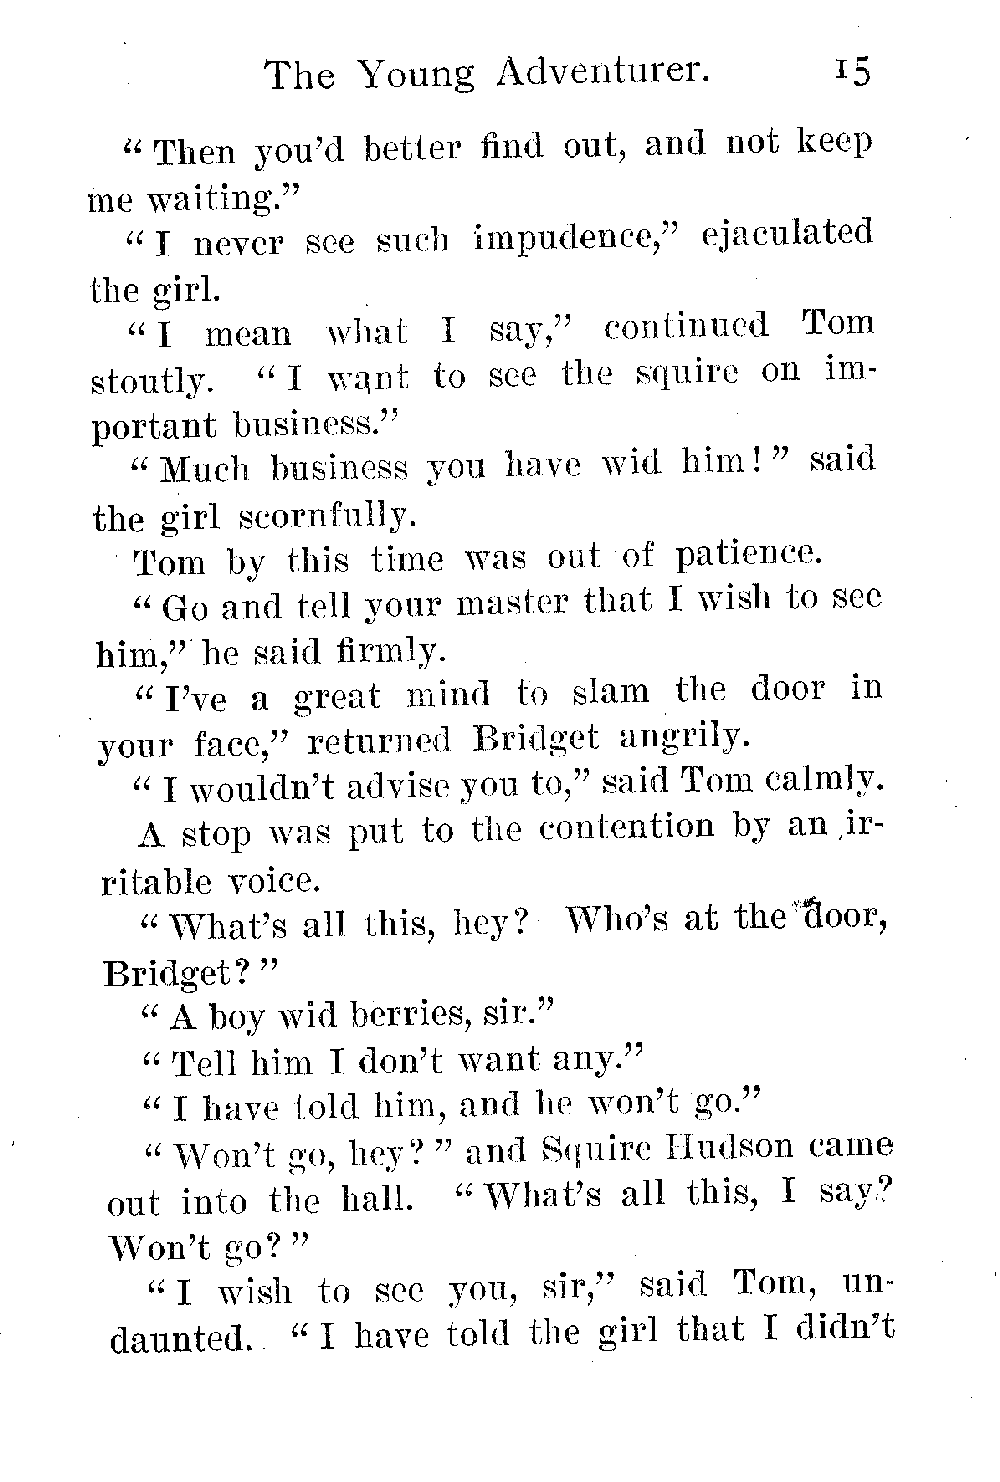 The Young Adventurer. 15
“ Then you’d better find out, and not keep
me waiting.”
“ I never see such impudence,” ejaculated
the girl.
“ I mean what I say,” continued Tom
stoutly. “ I want to see the squire on im-
portant business.”
“ Much business you have wid him! ” said
the girl scornfully.
Tom by this time was out of patience.
“ Go and tell your master that I wish to see
him,” he said firmly.
“ I’ve a great mind to slam the door in
your face,” returned Bridget angrily.
“ I wouldn’t advise you to,” said Tom calmly.
A stop was put to the contention by an ir-
ritable voice.
“ What’s all this, hey? Who’s at the door,
Bridget? ”
“ A boy wid berries, sir.”
“ Tell him I don’t want any.”
“ I have told him, and he won’t go.”
“ Won’t go, hey? ” and Squire Hudson came
out into the hall. “ What’s all this, I say?
Won’t go? ”
“ I wish to see you, sir,” said Tom, un-
daunted. “ I have told the girl that I didn’t